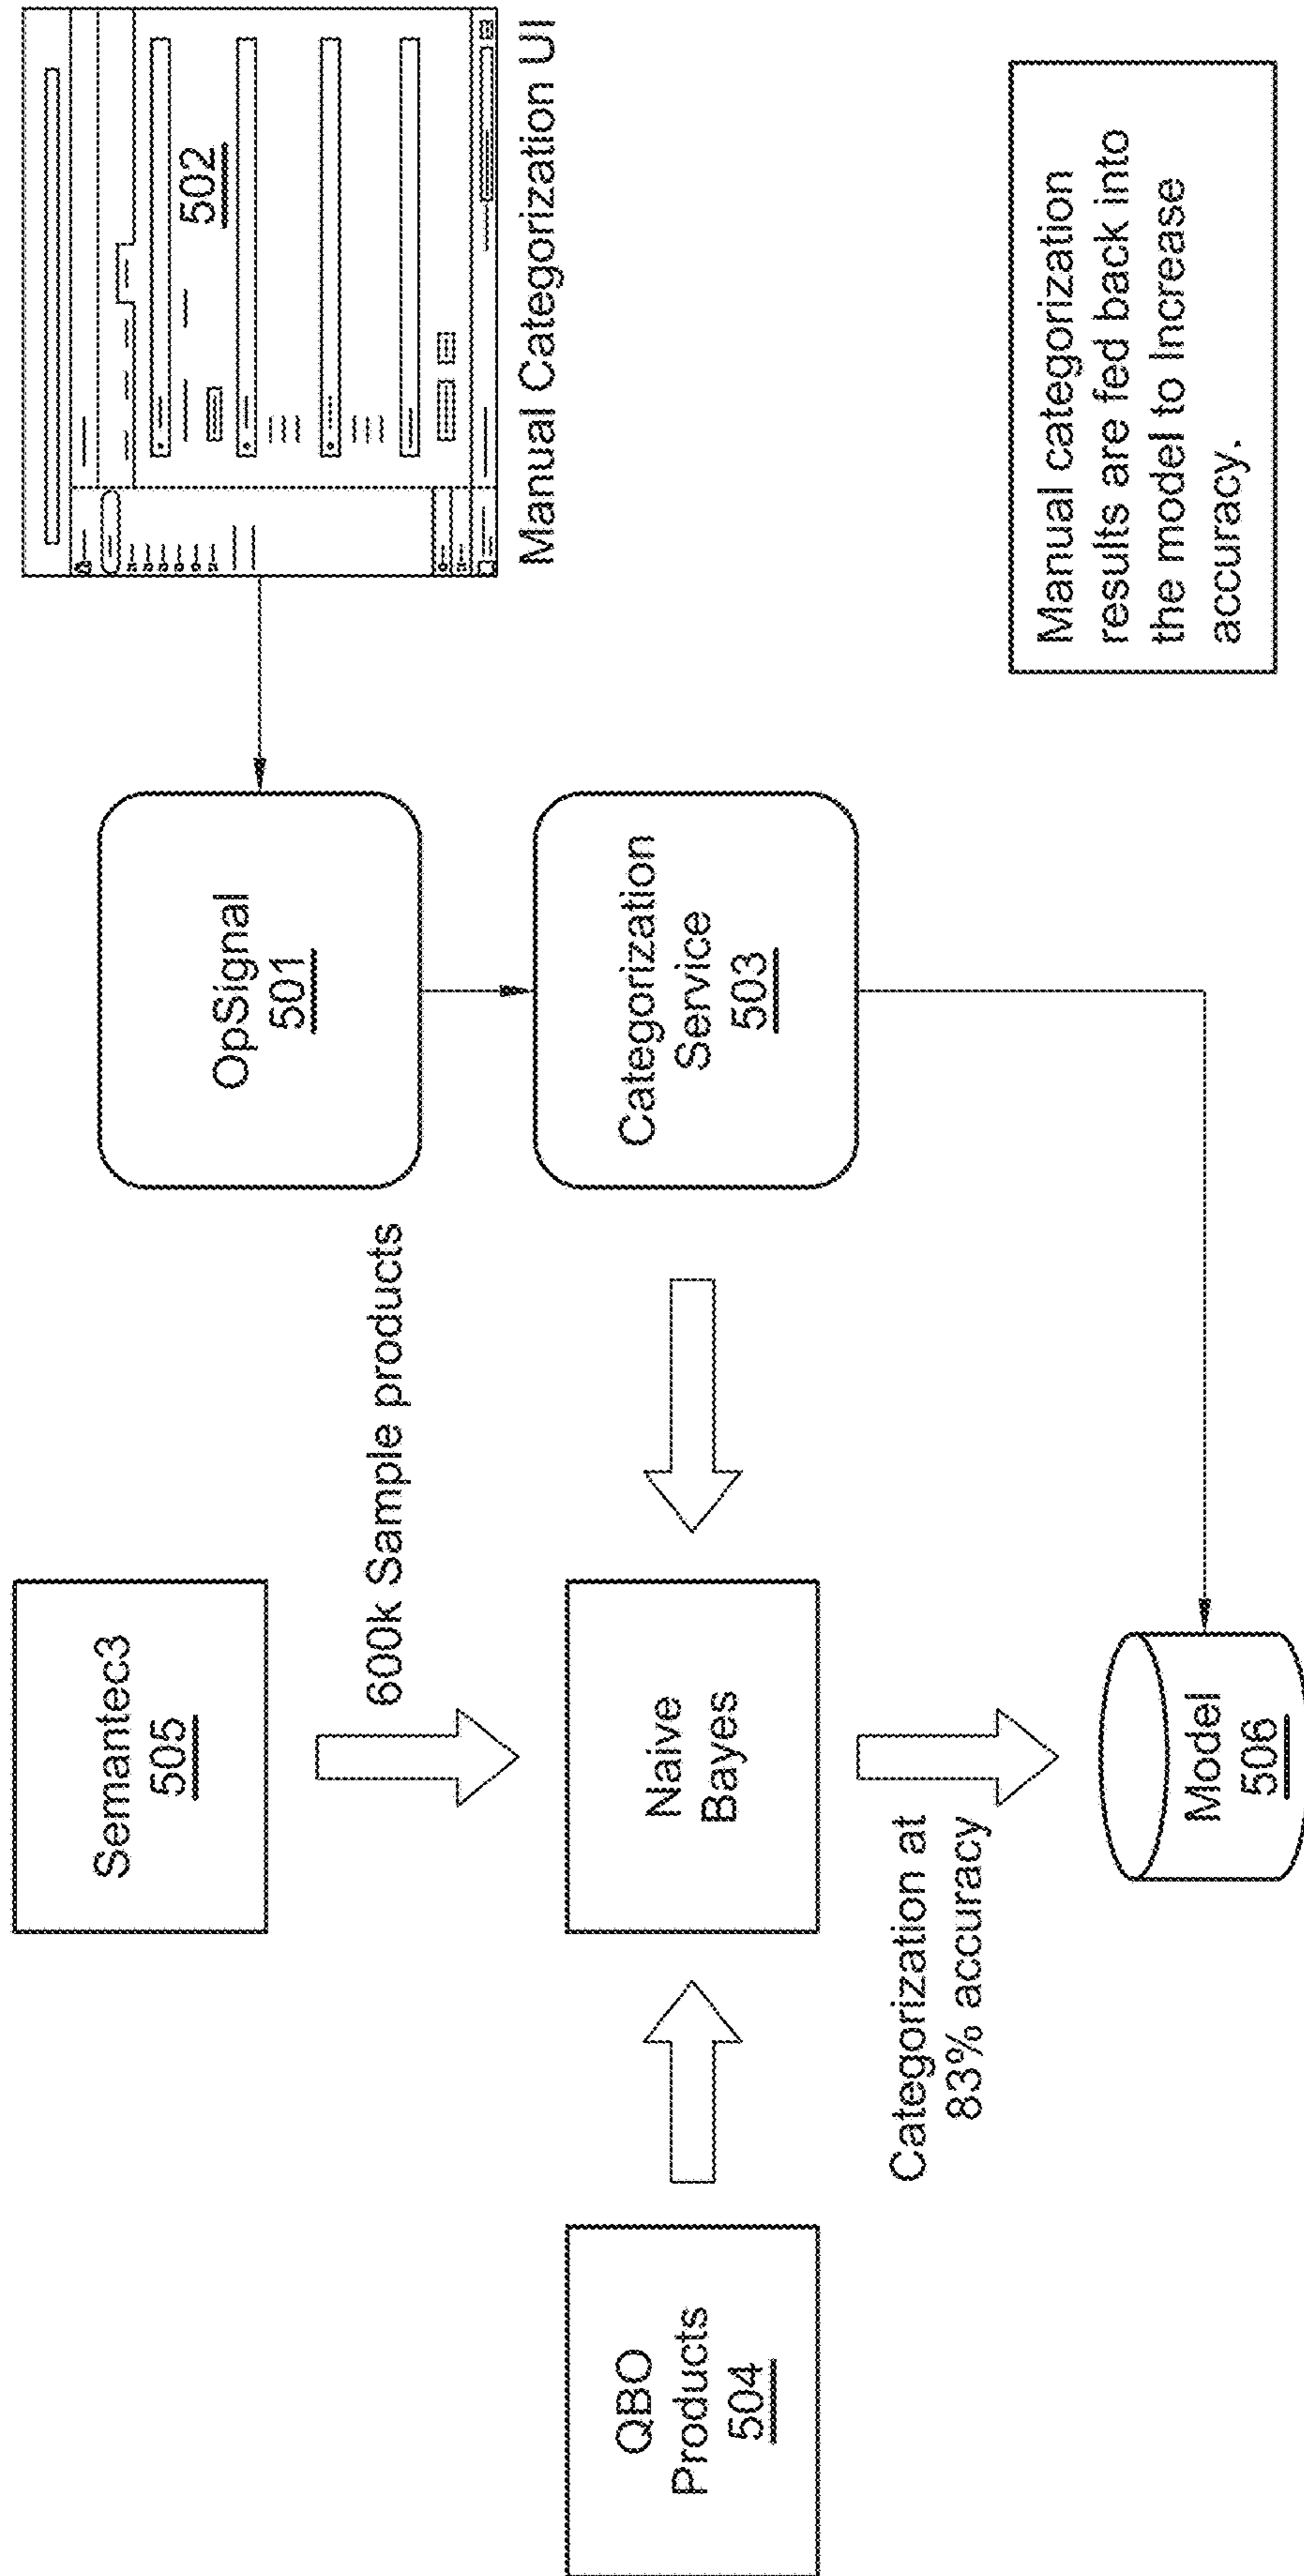 Semantec3
505
OpSignal
501
502
Manual Categorization UI
600k Sample products
QBO
Products
504
Naive
Bayes
Categorization
Service
503
Categorization at
83% accuracy
Model
506
Manual categorization
results are fed back into
the model to Increase
accuracy.